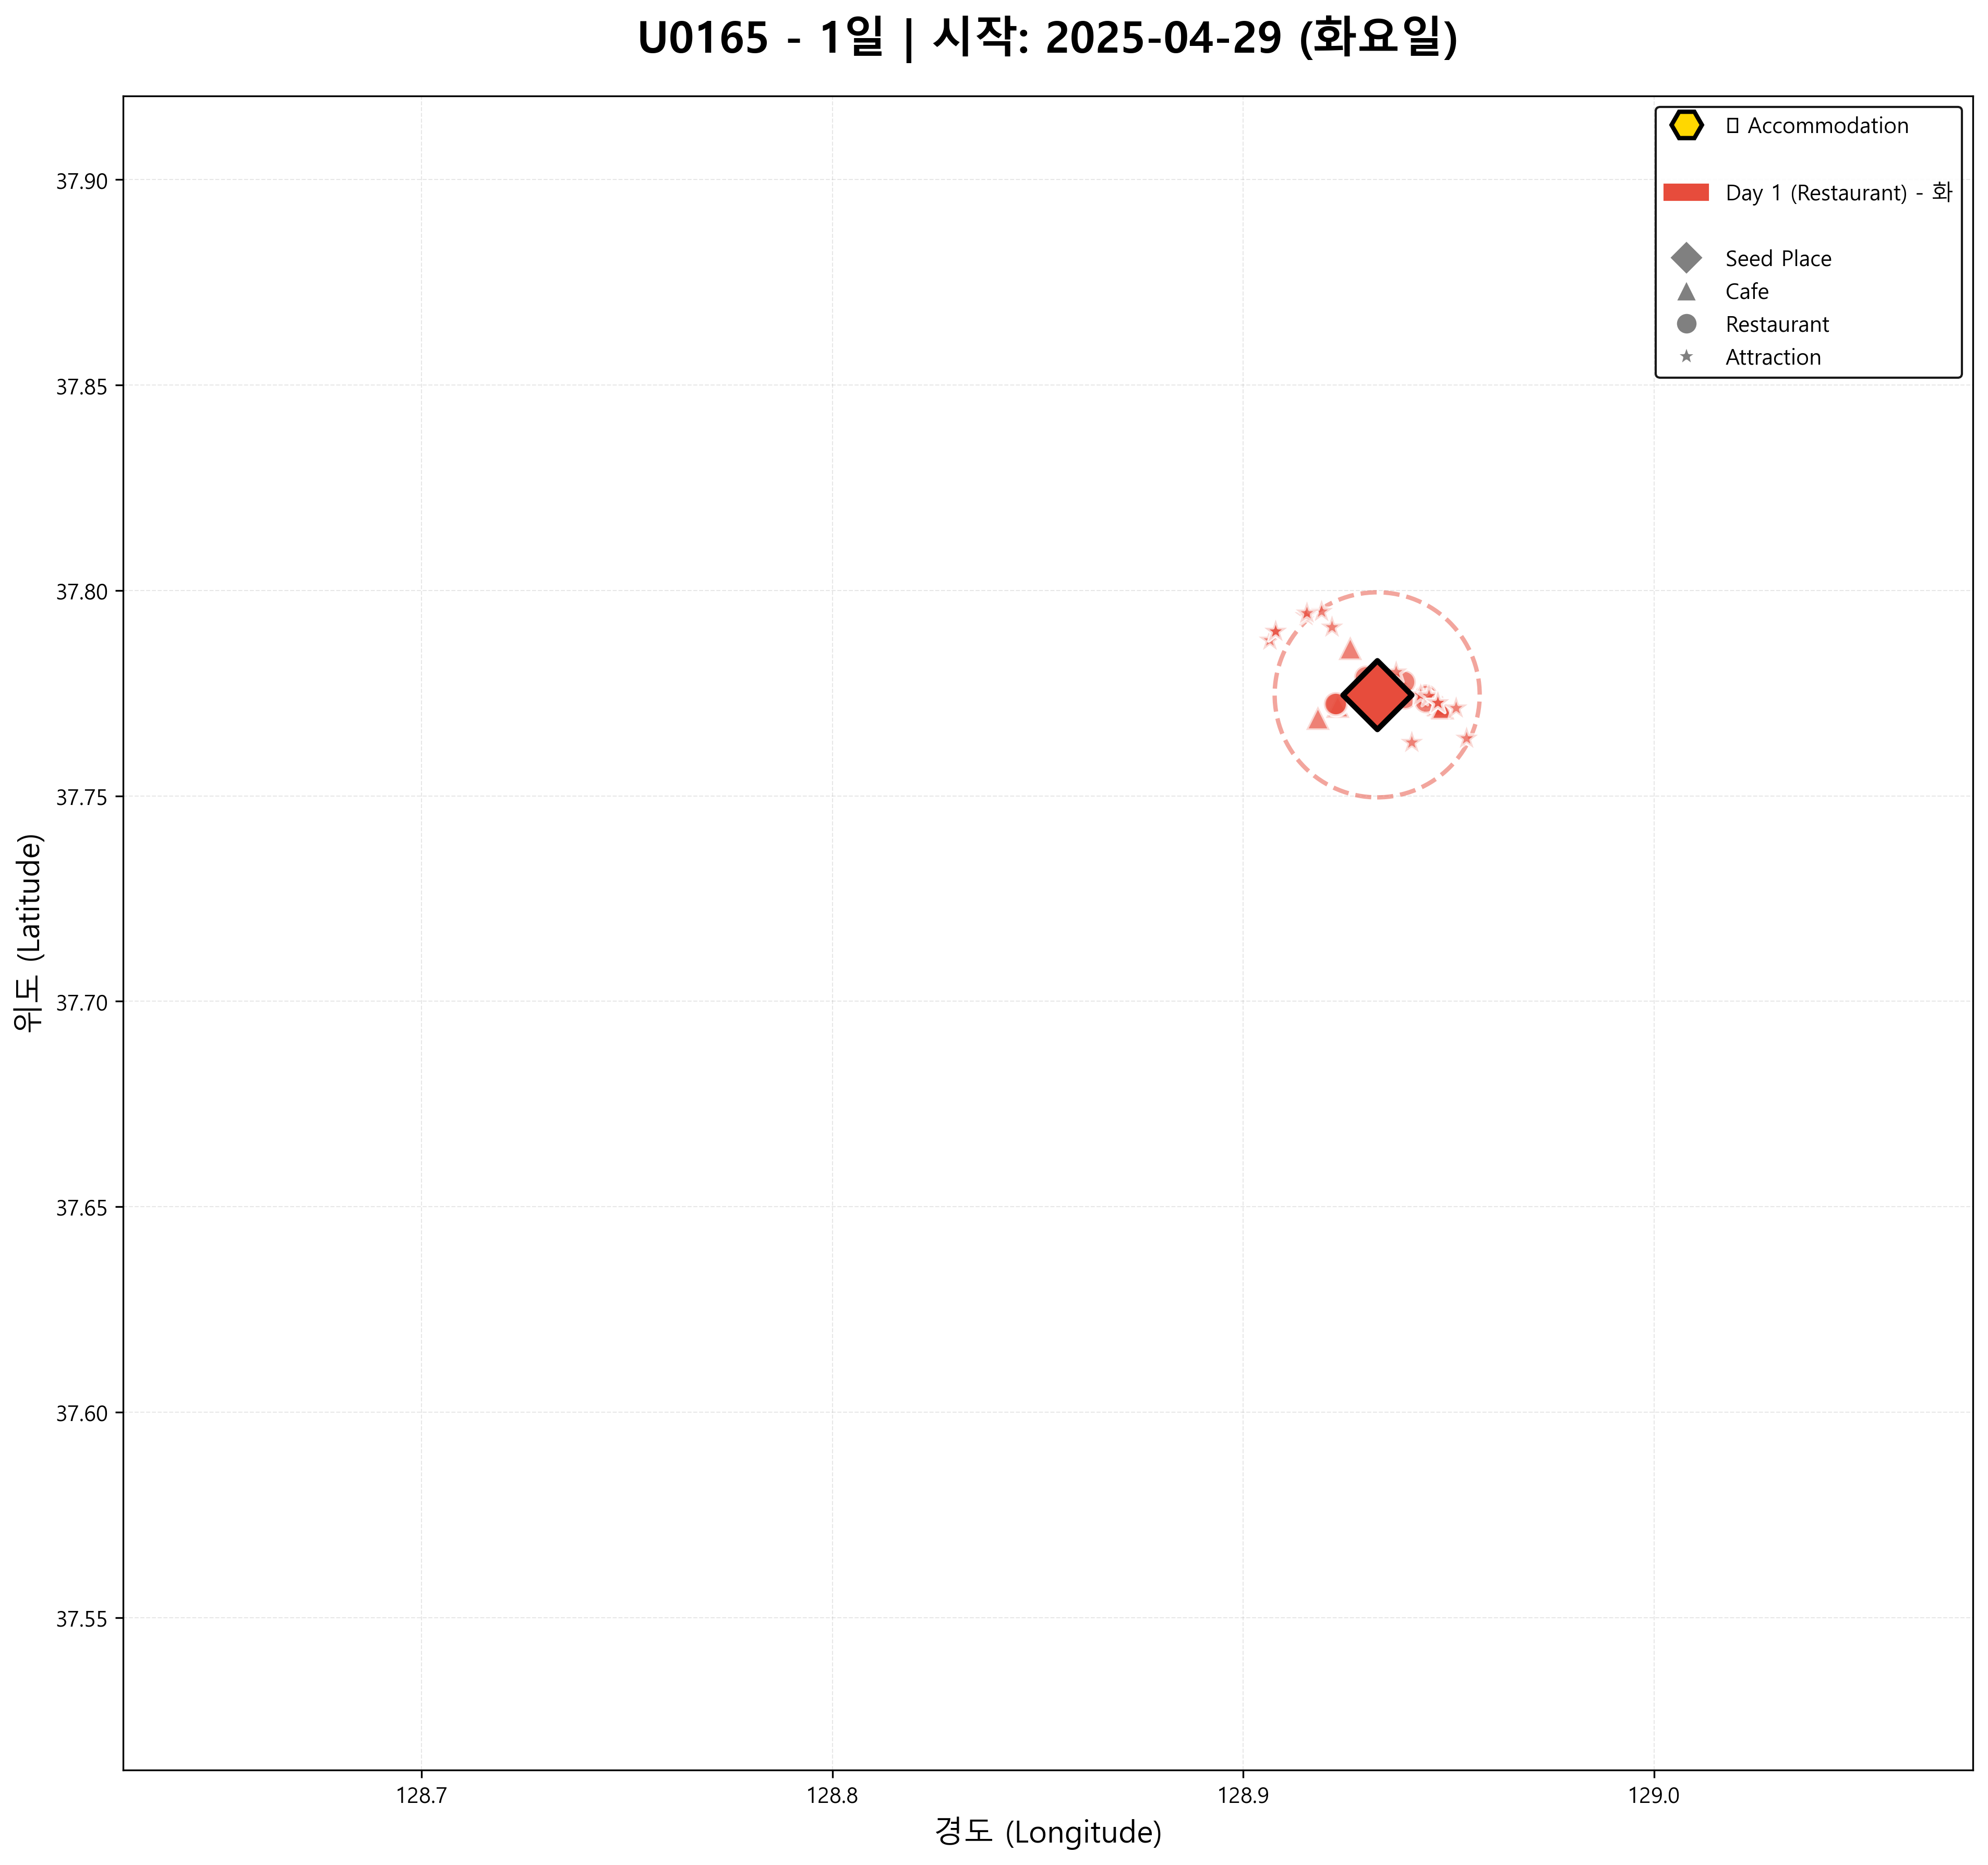 U0165 - 1일 | 시작: 2025-04-29 (화요일)
Accommodation
Day 1 (Restaurant) - 화
Seed Place
Cafe
Restaurant
Attraction
37.90
37.85
37.80
37.75
37.70
37.65
37.60
37.55
위도 (Latitude)
128.7
128.8
128.9
129.0
경도 (Longitude)